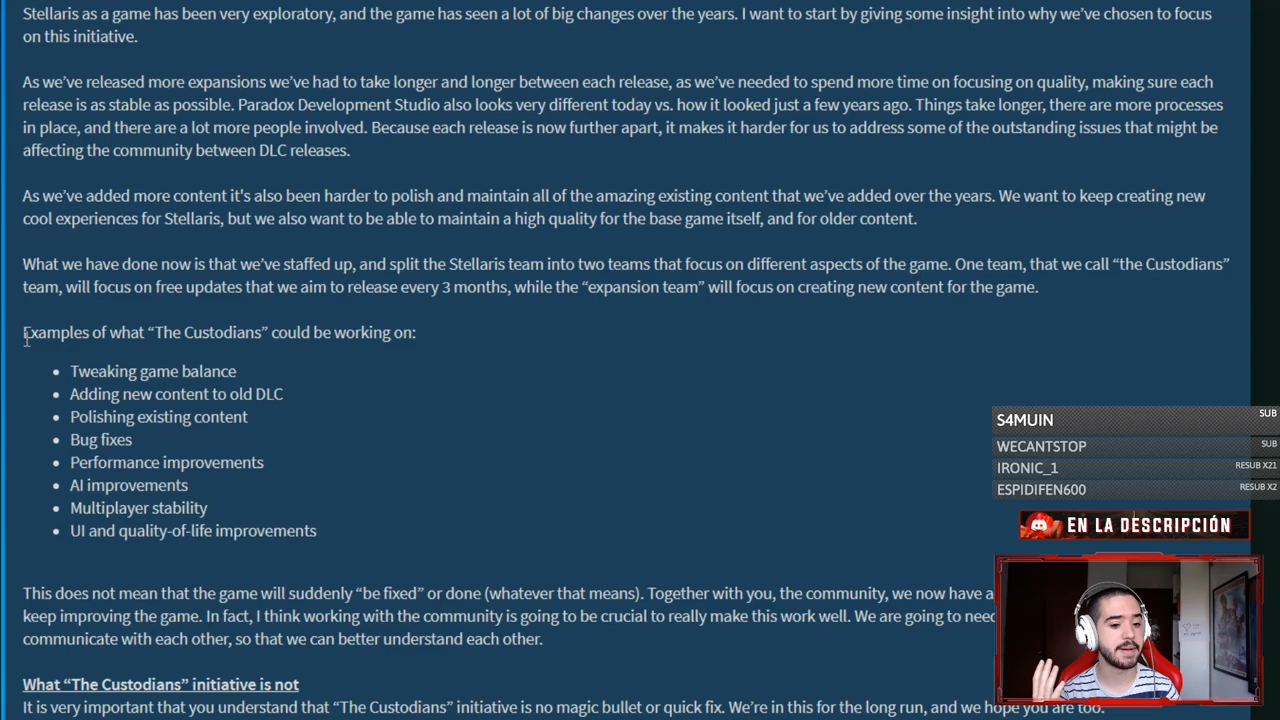 Stellaris as a game has been very exploratory, and the game has seen a lot of big changes over the years. I want to start by giving some insight into why we've chosen to focus
on this initiative.
As we've released more expansions we've had to take longer and longer between each release, as we've needed to spend more time on focusing on quality, making sure each
release is as stable as possible. Paradox Development Studio also looks very different today vs. how it looked just a few years ago. Things take longer, there are more processes
in place, and there are a lot more people involved. Because each release is now further apart, it makes it harder for us to address some of the outstanding issues that might be
affecting the community between DLC releases.
As we've added more content it's also been harder to polish and maintain all of the amazing existing content that we've added over the years. We want to keep creating new
cool experiences for Stellaris, but we also want to be able to maintain a high quality for the base game itself, and for older content.
What we have done now is that we've staffed up, and split the Stellaris team into two teams that focus on different aspects of the game. One team, that we call “the Custodians”
team, will focus on free updates that we aim to release every 3 months, while the “expansion team” will focus on creating new content for the game.
Examples of what “The Custodians” could be working on:
• Tweaking game balance
• Adding new content to old DLC
• Polishing existing content
• Bug fixes
• Performance improvements
• AI improvements
• Multiplayer stability
• UI and quality-of-life improvements
S4MUIN SUB
WECANTSTOP SUB
IRONIC_1 RESUB X21
ESPIDIFEN600 RESUB X2
EN LA DESCRIPCIÓN
This does not mean that the game will suddenly “be fixed” or done (whatever that means). Together with you, the community, we now have a
keep improving the game. In fact, I think working with the community is going to be crucial to really make this work well. We are going to need
communicate with each other, so that we can better understand each other.
What “The Custodians” initiative is not
It is very important that you understand that “The Custodians” initiative is no magic bullet or quick fix. We're in this for the long run, and we hope you are too.